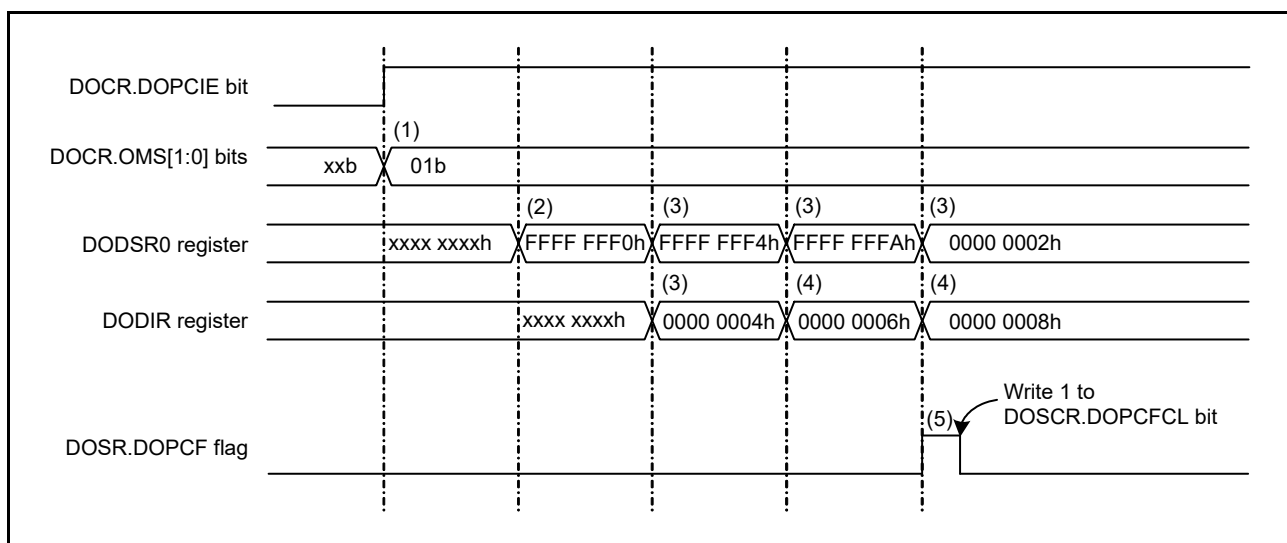 DOCR.DOPCIE bit
(1)
DOCR.OMS[1:0] bits
xxb 01b
(2) (3) (3) (3)
DODSR0 register
xxxx xxxxh FFFF FFF0h FFFF FFF4h FFFF FFFAh 0000 0002h
(3) (4) (4)
DODIR register
xxxx xxxxh 0000 0004h 0000 0006h 0000 0008h
Write 1 to
DOSCR.DOPCFCL bit
(5)
DOSR.DOPCF flag